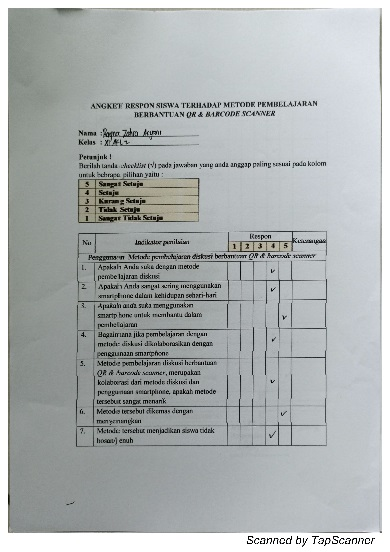 ANGKET RESPON SISWA TERHADAP METODE PEMBELAJARAN
BERBANTUAN QR & BARCODE SCANNER
Nama :
Kelas :
Petunjuk !
Berilah tanda checklist (√) pada jawaban yang anda anggap paling sesuai pada kolom
untuk beberapa pilihan yaitu :
5 Sangat Setuju
4 Setuju
3 Kurang Setuju
2 Tidak Setuju
1 Sangat Tidak Setuju
No Indikator penilaian Respon Keterangan
1 2 3 4 5
Penggunaan Metode pembelajaran diskusi berbantuan QR & barcode scanner
1. Apakah Anda suka dengan metode
pembelajaran diskusi ✓
2. Apakah Anda sangat sering menggunakan
smartphone dalam kehidupan sehari-hari ✓
3. Apakah anda suka menggunakan
smartphone untuk membantu dalam ✓
pembelajaran
4. Bagaimana jika pembelajaran dengan
metode diskusi dikolaborasikan dengan ✓
penggunaan smartphone
5. Metode pembelajaran diskusi berbantuan
QR & barcode scanner, merupakan
kolaborasi dari metode diskusi dan ✓
penggunaan smartphone, apakah metode
tersebut sangat menarik
6. Metode tersebut dikemas dengan ✓
menyenangkan
7. Metode tersebut menjadikan siswa tidak
bosan/jenuh ✓
Scanned by TapScanner